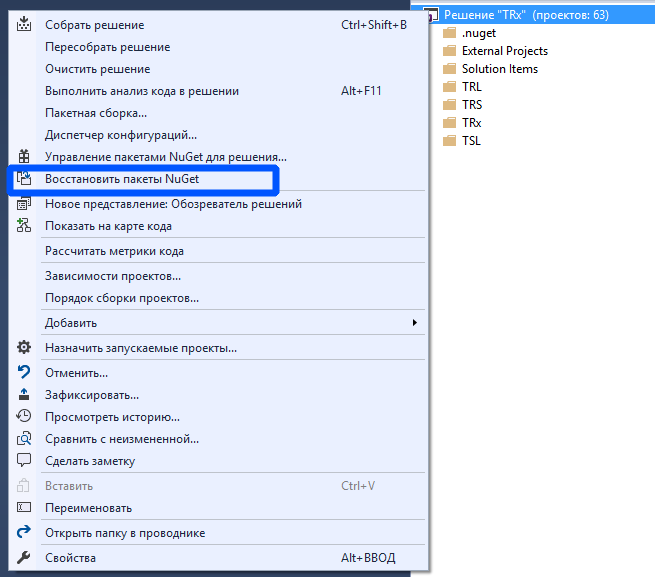 Собрать решение Ctrl+Shift+B
Пересобрать решение
Очистить решение
Выполнить анализ кода в решении Alt+F11
Пакетная сборка...
Диспетчер конфигураций...
Управление пакетами NuGet для решения...
Восстановить пакеты NuGet
Новое представление: Обозреватель решений
Показать на карте кода
Рассчитать метрики кода
Зависимости проектов...
Порядок сборки проектов...
Добавить
Назначить запускаемые проекты...
Отменить...
Зафиксировать...
Просмотреть историю...
Сравнить с неизмененной...
Сделать заметку
Вставить Ctrl+V
Переименовать
Открыть папку в проводнике
Свойства Alt+ВВОД
Решение "TRx" (проектов: 63)
.nuget
External Projects
Solution Items
TRL
TRS
TRx
TSL